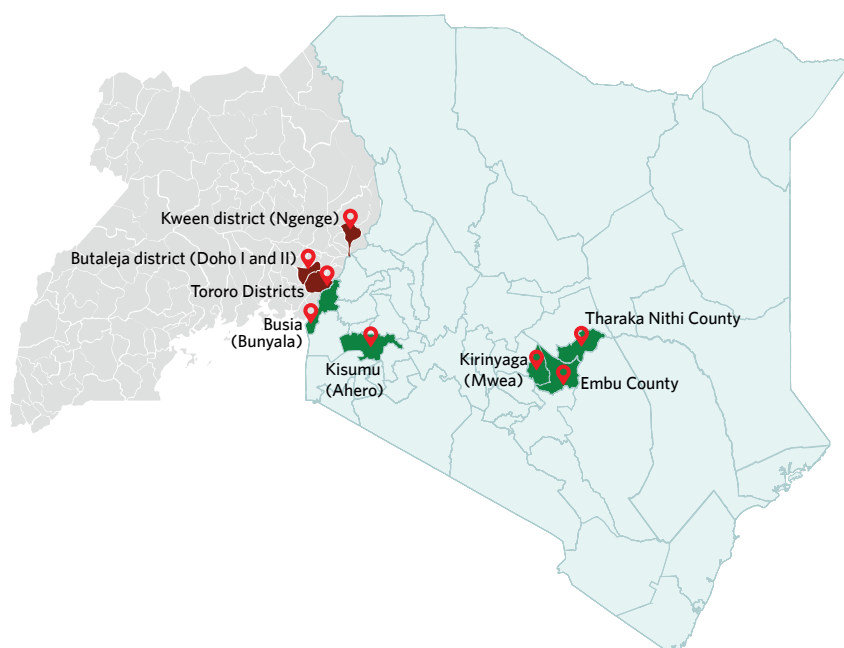 Kween district (Ngenge)
Butaleja district (Doho I and II)
Tororo Districts
Busia
(Bunyala)
Kisumu
(Ahero)
Tharaka Nithi County
Kirinyaga
(Mwea)
Embu County